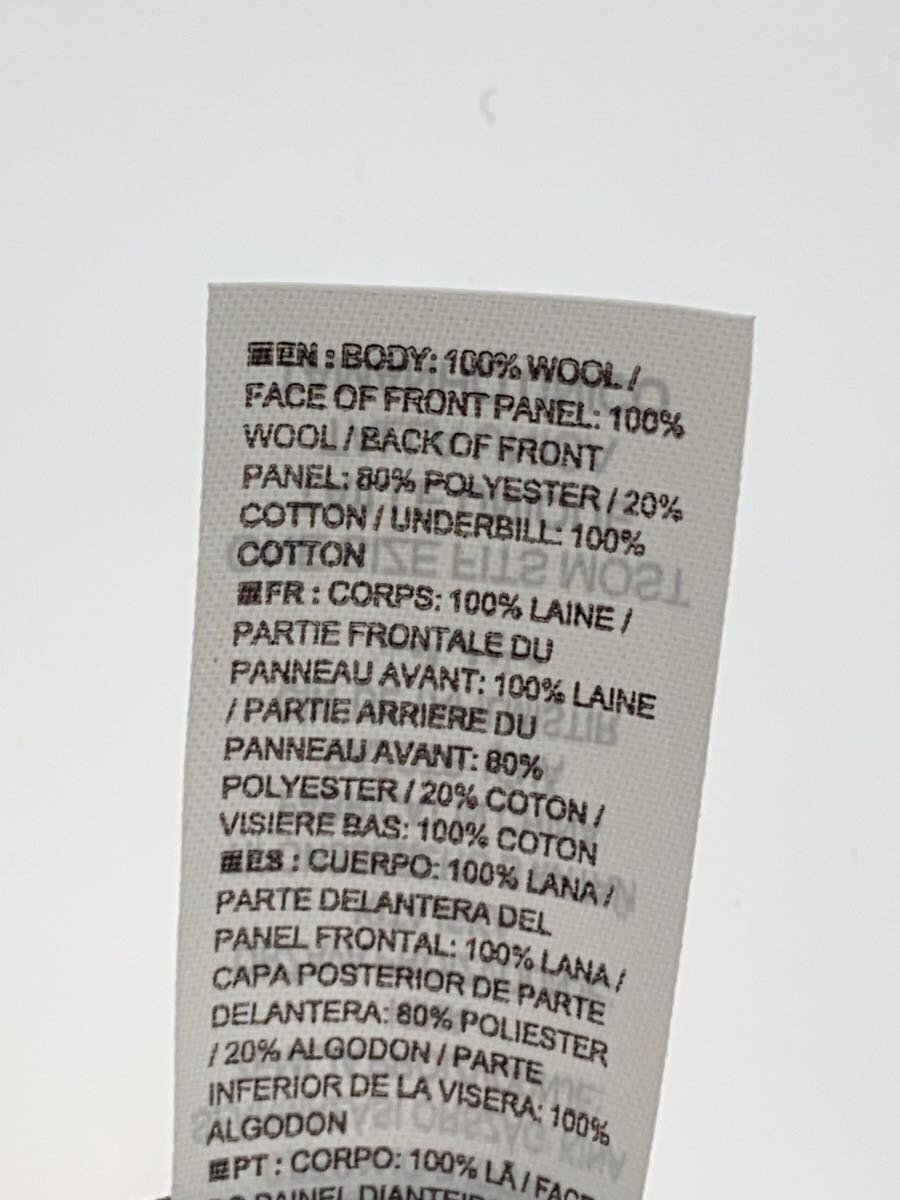 EN : BODY: 100% WOOL /
FACE OF FRONT PANEL: 100%
WOOL / BACK OF FRONT
PANEL: 80% POLYESTER / 20%
COTTON / UNDERBILL: 100%
COTTON
FR : CORPS: 100% LAINE /
PARTIE FRONTALE DU
PANNEAU AVANT: 100% LAINE
/ PARTIE ARRIERE DU
PANNEAU AVANT: 80%
POLYESTER / 20% COTON /
VISIERE BAS: 100% COTON
ES : CUERPO: 100% LANA /
PARTE DELANTERA DEL
PANEL FRONTAL: 100% LANA /
CAPA POSTERIOR DE PARTE
DELANTERA: 80% POLIESTER
/ 20% ALGODON / PARTE
INFERIOR DE LA VISERA: 100%
ALGODON
PT : CORPO: 100% LÃ / FACE
PAINEL